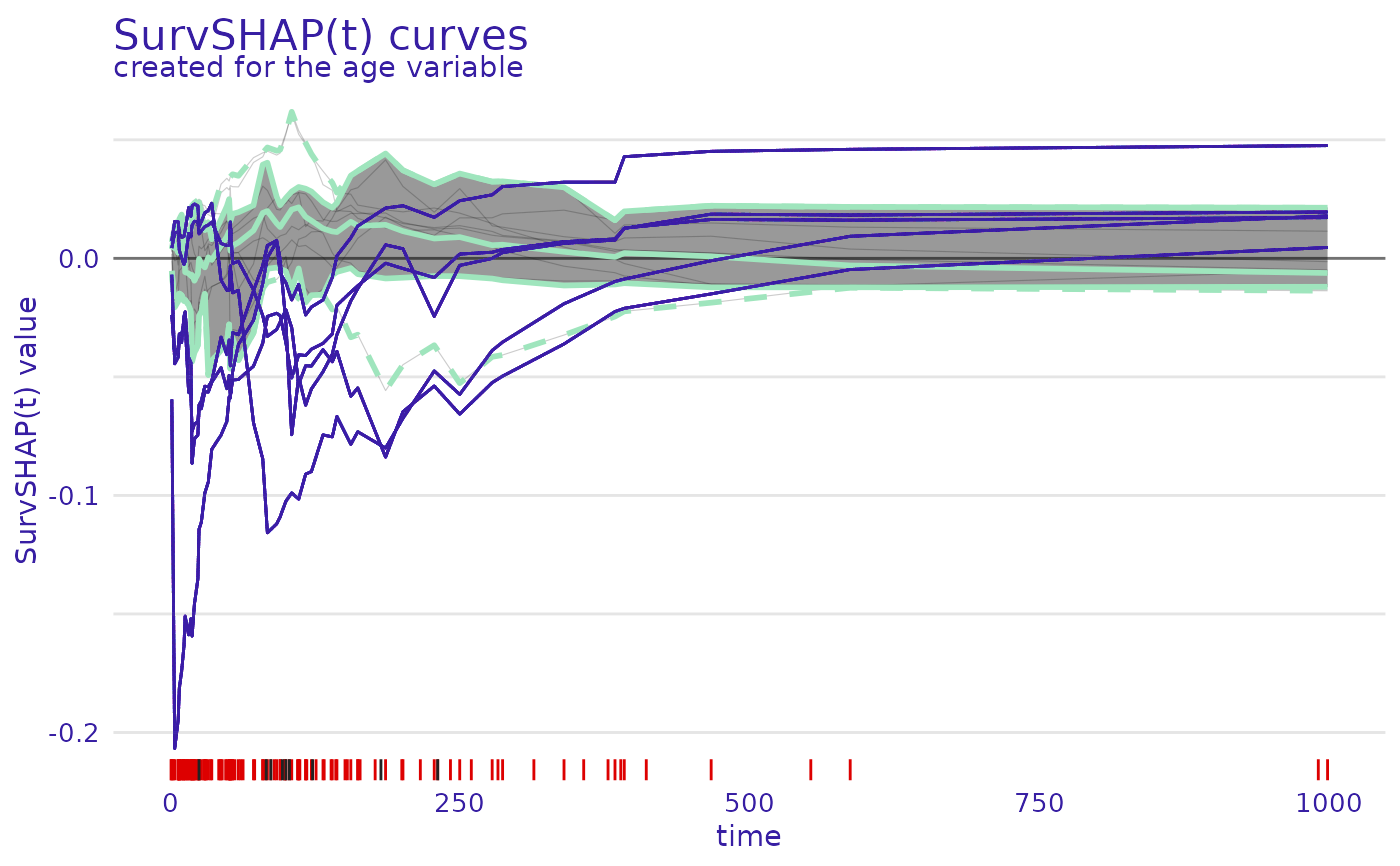 SurvSHAP(t) curves
created for the age variable
SurvSHAP(t) value
0.0
-0.1
-0.2
0 250 500 750 1000
time